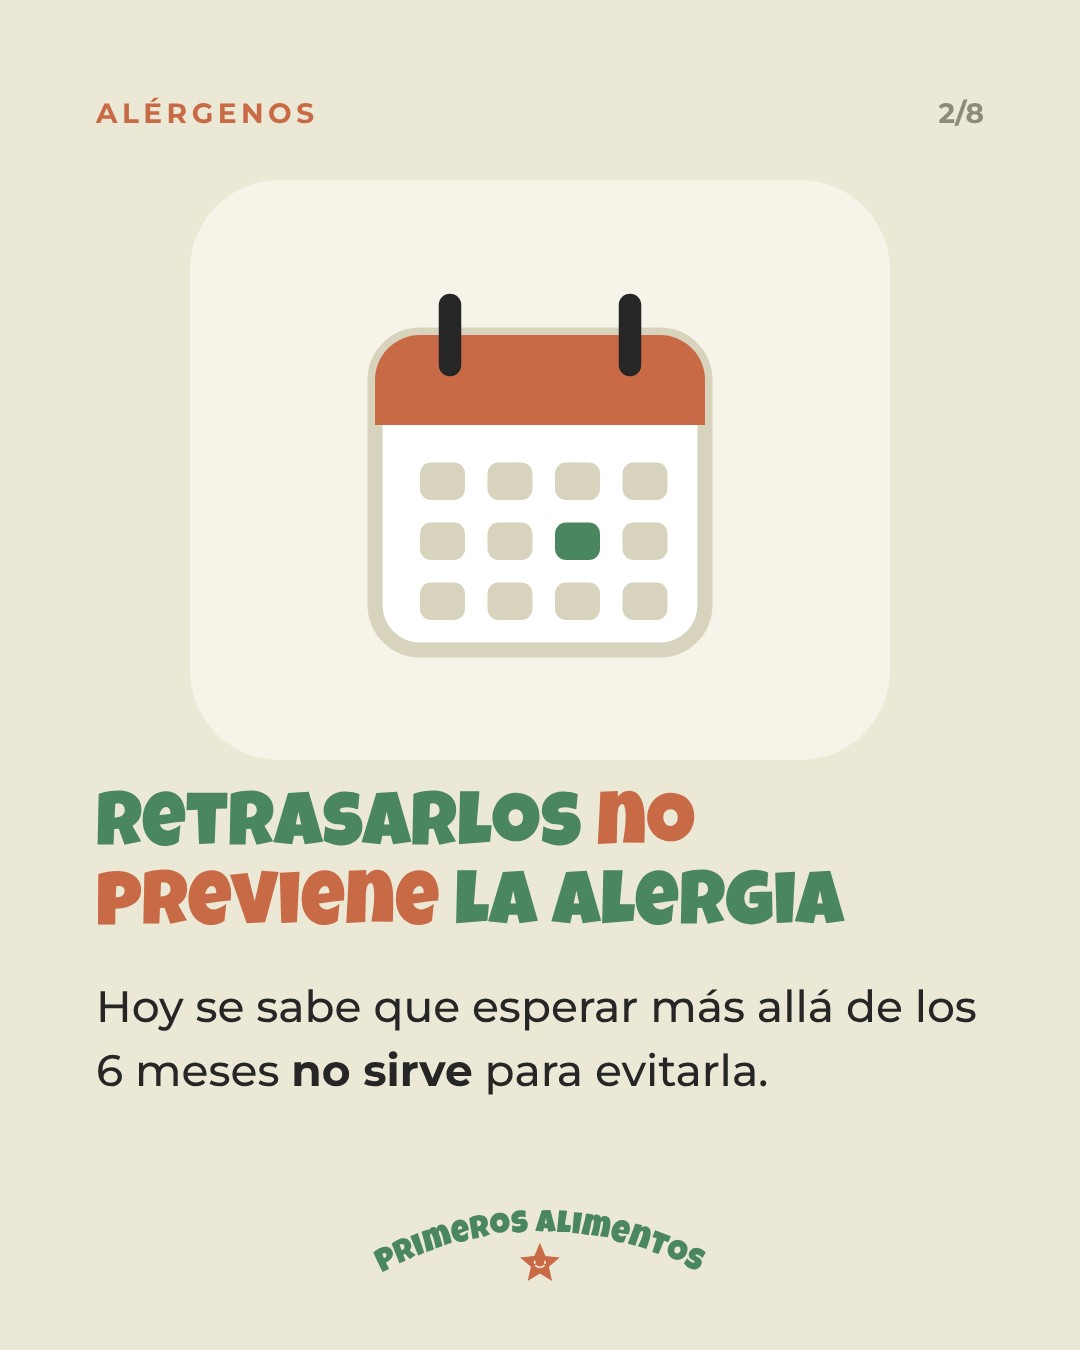 ALÉRGENOS
2/8
RETRASARLOS NO
PREVIENE LA ALERGIA
Hoy se sabe que esperar más allá de los
6 meses no sirve para evitarla.
PRIMEROS ALIMENTOS